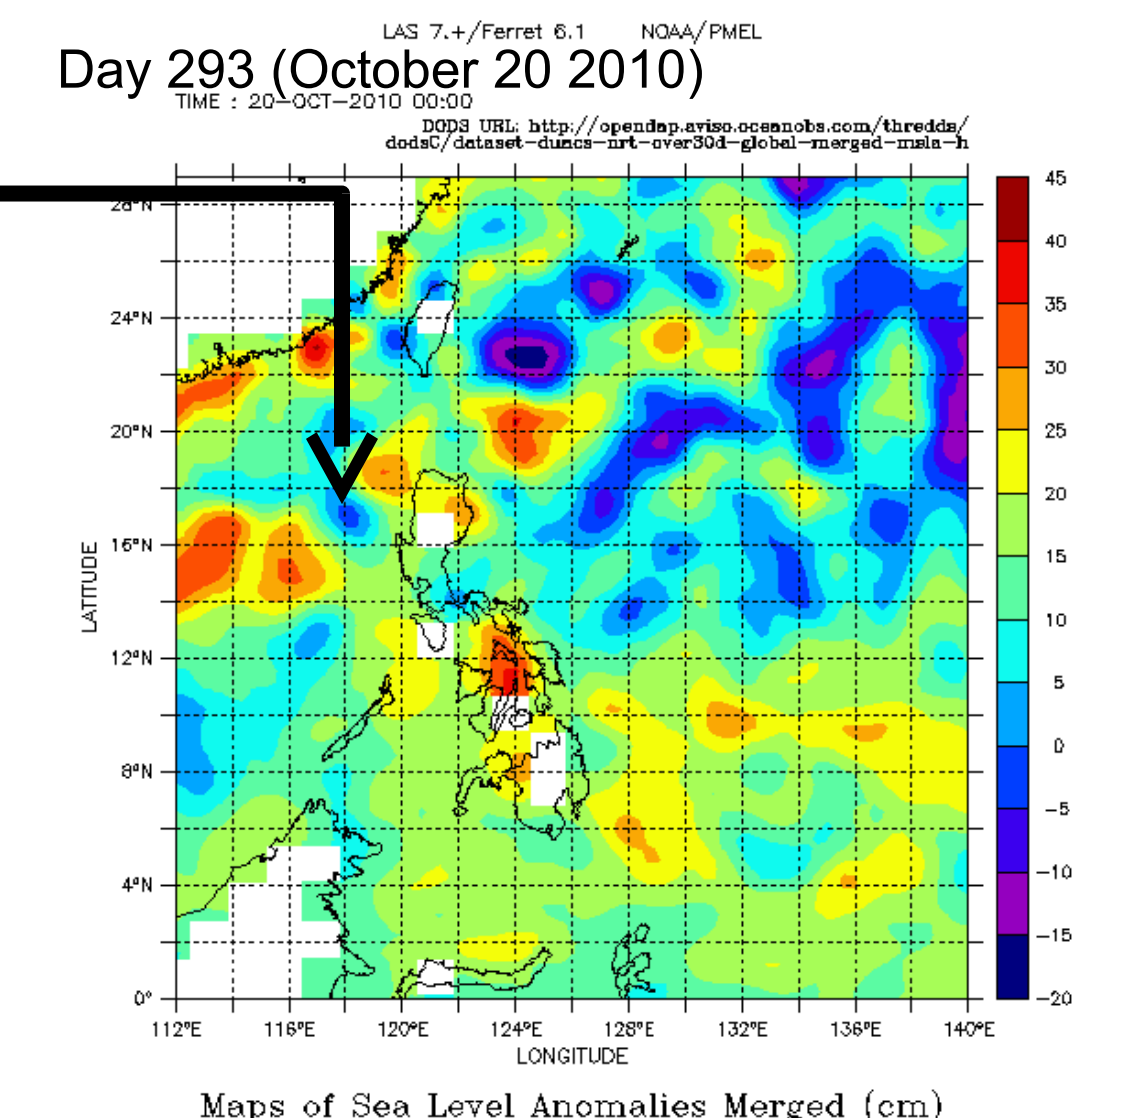 LAS 7.+/Ferret 6.1 NOAA/PMEL
Day 293 (October 20 2010)
TIME : 20-OCT-2010 00:00
DODS URL: http://opendap.aviso.oceanobs.com/thredds/
dodsC/dataset-duacs-nrt-over30d-global-merged-msla-h
28°N
24°N
20°N
16°N
12°N
8°N
4°N
0°
LATITUDE
112°E 116°E 120°E 124°E 128°E 132°E 136°E 140°E
LONGITUDE
45
40
35
30
25
20
15
10
5
0
-5
-10
-15
-20
Maps of Sea Level Anomalies Merged (cm)